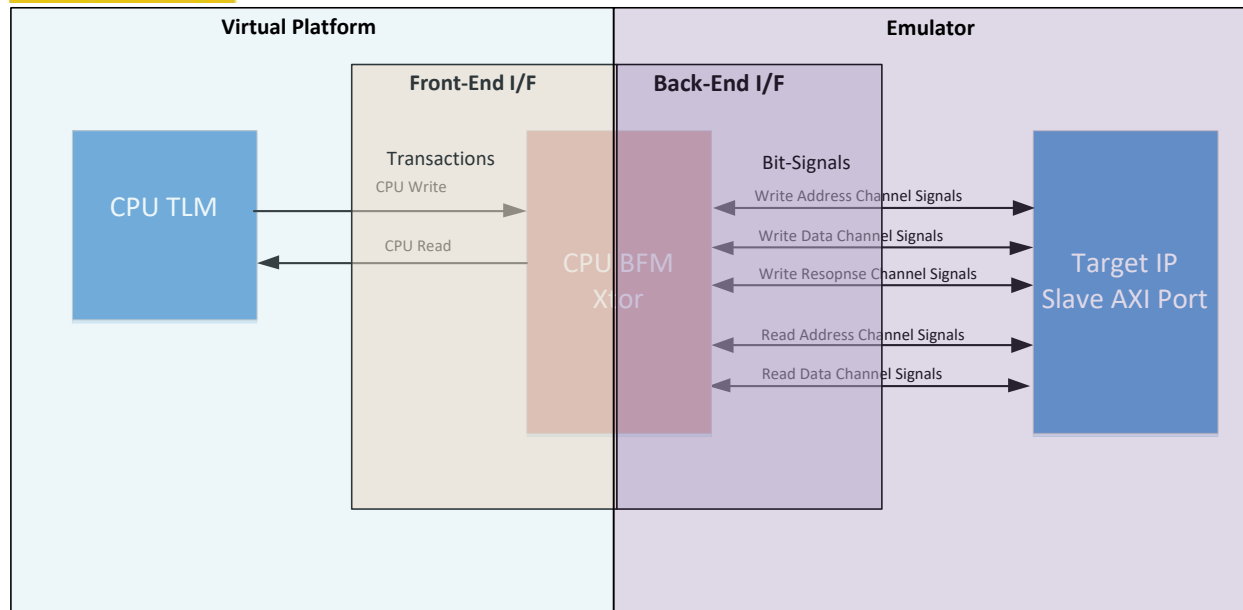 Virtual Platform
Emulator
Front-End I/F
Back-End I/F
Transactions
Bit-Signals
CPU Write
CPU Read
CPU TLM
CPU BFM
Xtor
Write Address Channel Signals
Write Data Channel Signals
Write Resopnse Channel Signals
Read Address Channel Signals
Read Data Channel Signals
Target IP
Slave AXI Port